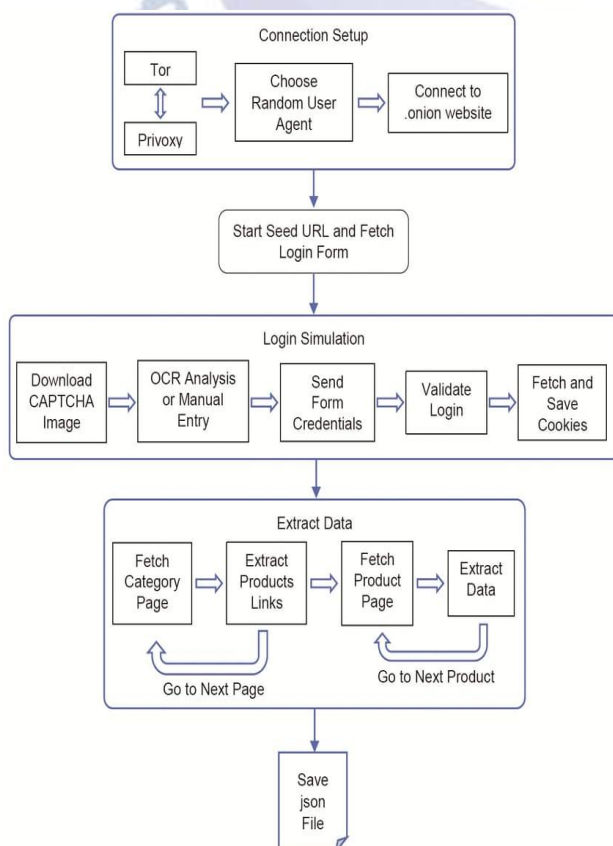 Connection Setup
Tor
Privoxy
Choose
Random User
Agent
Connect to
.onion website
Start Seed URL and Fetch
Login Form
Login Simulation
Download
CAPTCHA
Image
OCR Analysis
or Manual
Entry
Send
Form
Credentials
Validate
Login
Fetch and
Save
Cookies
Extract Data
Fetch
Category
Page
Extract
Products
Links
Fetch
Product
Page
Extract
Data
Go to Next Page
Go to Next Product
Save
json
File